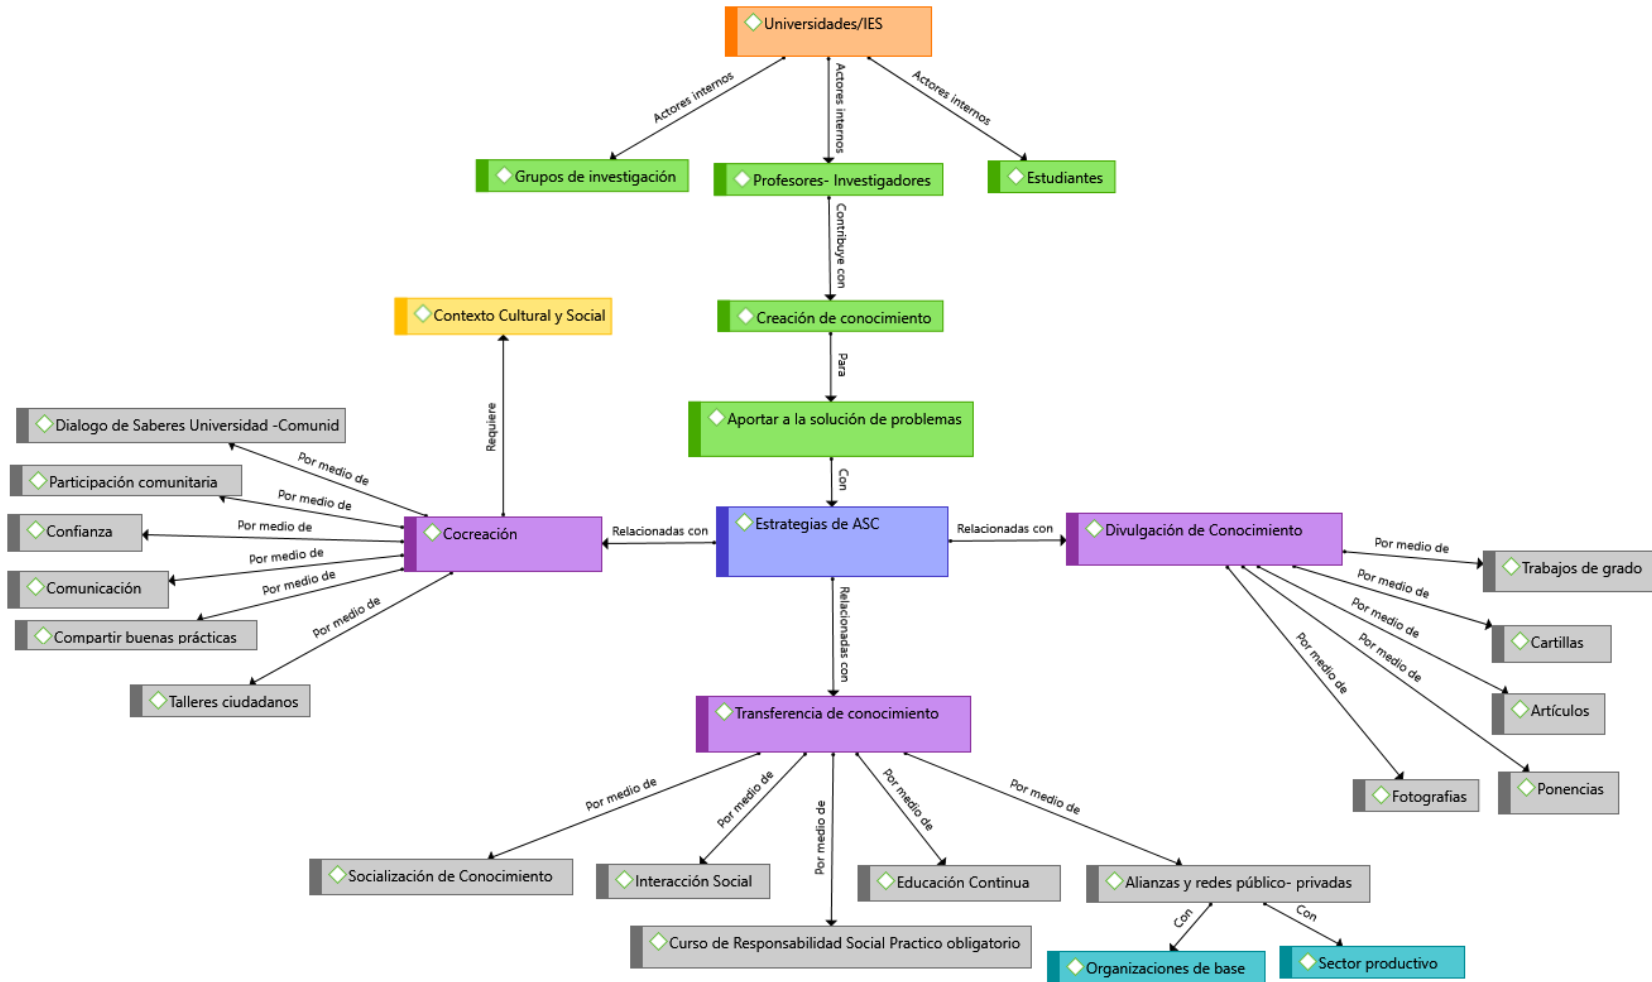 Universidades/IES
Actores internos
Actores internos
Actores internos
Grupos de investigación
Profesores- Investigadores
Estudiantes
Contribuye con
Contexto Cultural y Social
Creación de conocimiento
Para
Requiere
Dialogo de Saberes Universidad -Comunid
Aportar a la solución de problemas
Por medio de
Participación comunitaria
Por medio de
Con
Confianza
Por medio de
Cocreación
Relacionadas con
Estrategias de ASC
Relacionadas con
Divulgación de Conocimiento
Por medio de
Trabajos de grado
Por medio de
Comunicación
Por medio de
Compartir buenas prácticas
Por medio de
Talleres ciudadanos
Relacionadas con
Por medio de
Cartillas
Por medio de
Artículos
Por medio de
Ponencias
Por medio de
Fotografias
Transferencia de conocimiento
Por medio de
Por medio de
Por medio de
Por medio de
Por medio de
Socialización de Conocimiento
Interacción Social
Educación Continua
Alianzas y redes público- privadas
Curso de Responsabilidad Social Practico obligatorio
Con
Con
Organizaciones de base
Sector productivo